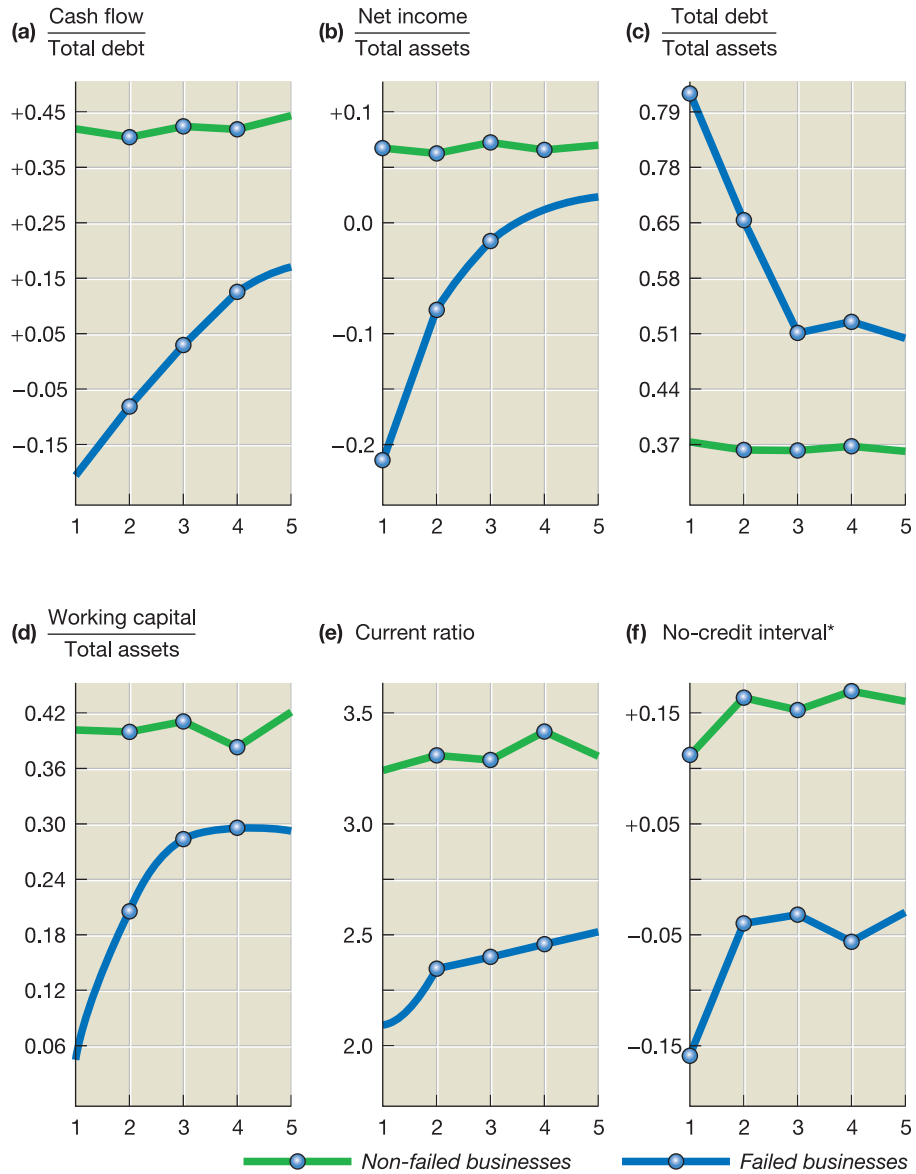 (a) Cash flow
Total debt
(b) Net income
Total assets
(c) Total debt
Total assets
+0.45
+0.35
+0.25
+0.15
+0.05
−0.05
−0.15
1 2 3 4 5
+0.1
0.0
−0.1
−0.2
1 2 3 4 5
0.79
0.78
0.65
0.58
0.51
0.44
0.37
1 2 3 4 5
(d) Working capital
Total assets
(e) Current ratio
(f) No-credit interval*
0.42
0.36
0.30
0.24
0.18
0.12
0.06
1 2 3 4 5
3.5
3.0
2.5
2.0
1 2 3 4 5
+0.15
+0.05
−0.05
−0.15
1 2 3 4 5
Non-failed businesses
Failed businesses